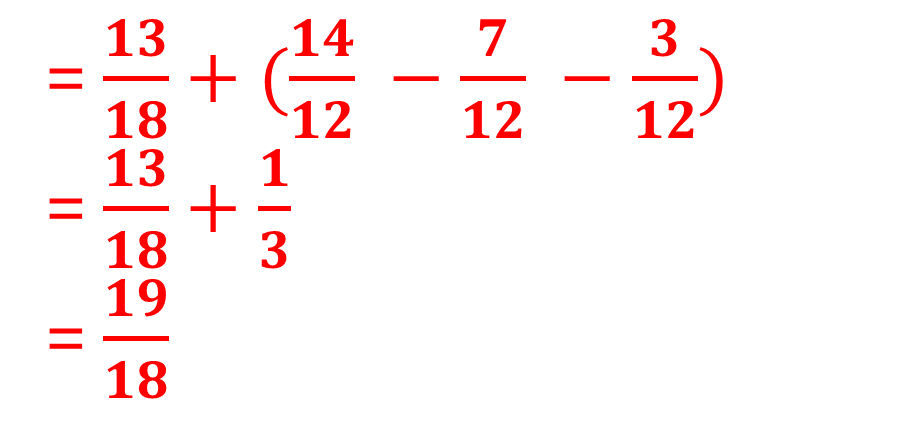 = 13/18 + (14/12 − 7/12 − 3/12)
= 13/18 + 1/3
= 19/18